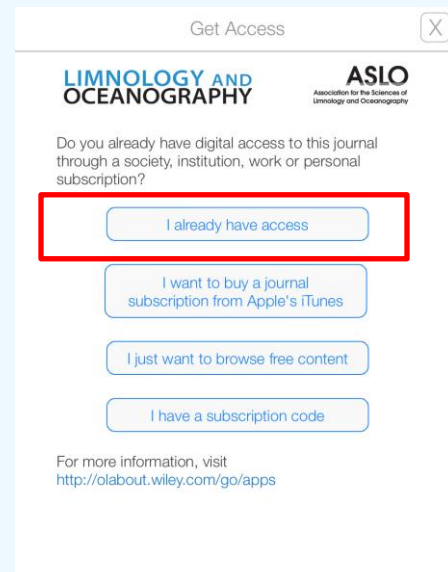 Get Access
X
LIMNOLOGY AND
OCEANOGRAPHY
ASLO
Association for the Sciences of
Limnology and Oceanography
Do you already have digital access to this journal
through a society, institution, work or personal
subscription?
I already have access
I want to buy a journal
subscription from Apple's iTunes
I just want to browse free content
I have a subscription code
For more information, visit
http://olabout.wiley.com/go/apps